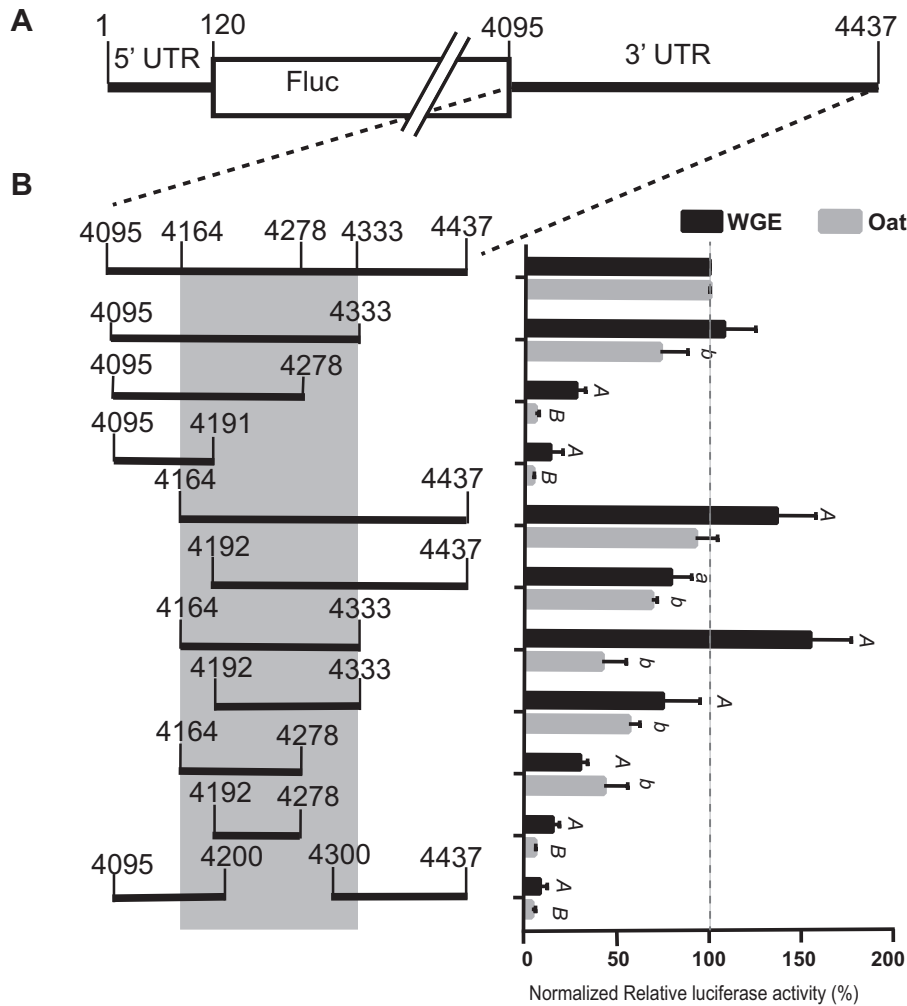 A
1 120 4095 4437
5’ UTR Fluc 3’ UTR
B
4095 4164 4278 4333 4437
WGE Oat
4095 4333
b
4095 4278
A
B
4095 4191
A
B
4164 4437
A
4192 4437
a
b
4164 4333
A
b
4192 4333
A
b
4164 4278
A
b
4192 4278
A
B
4095 4200 4300 4437
A
B
0 50 100 150 200
Normalized Relative luciferase activity (%)